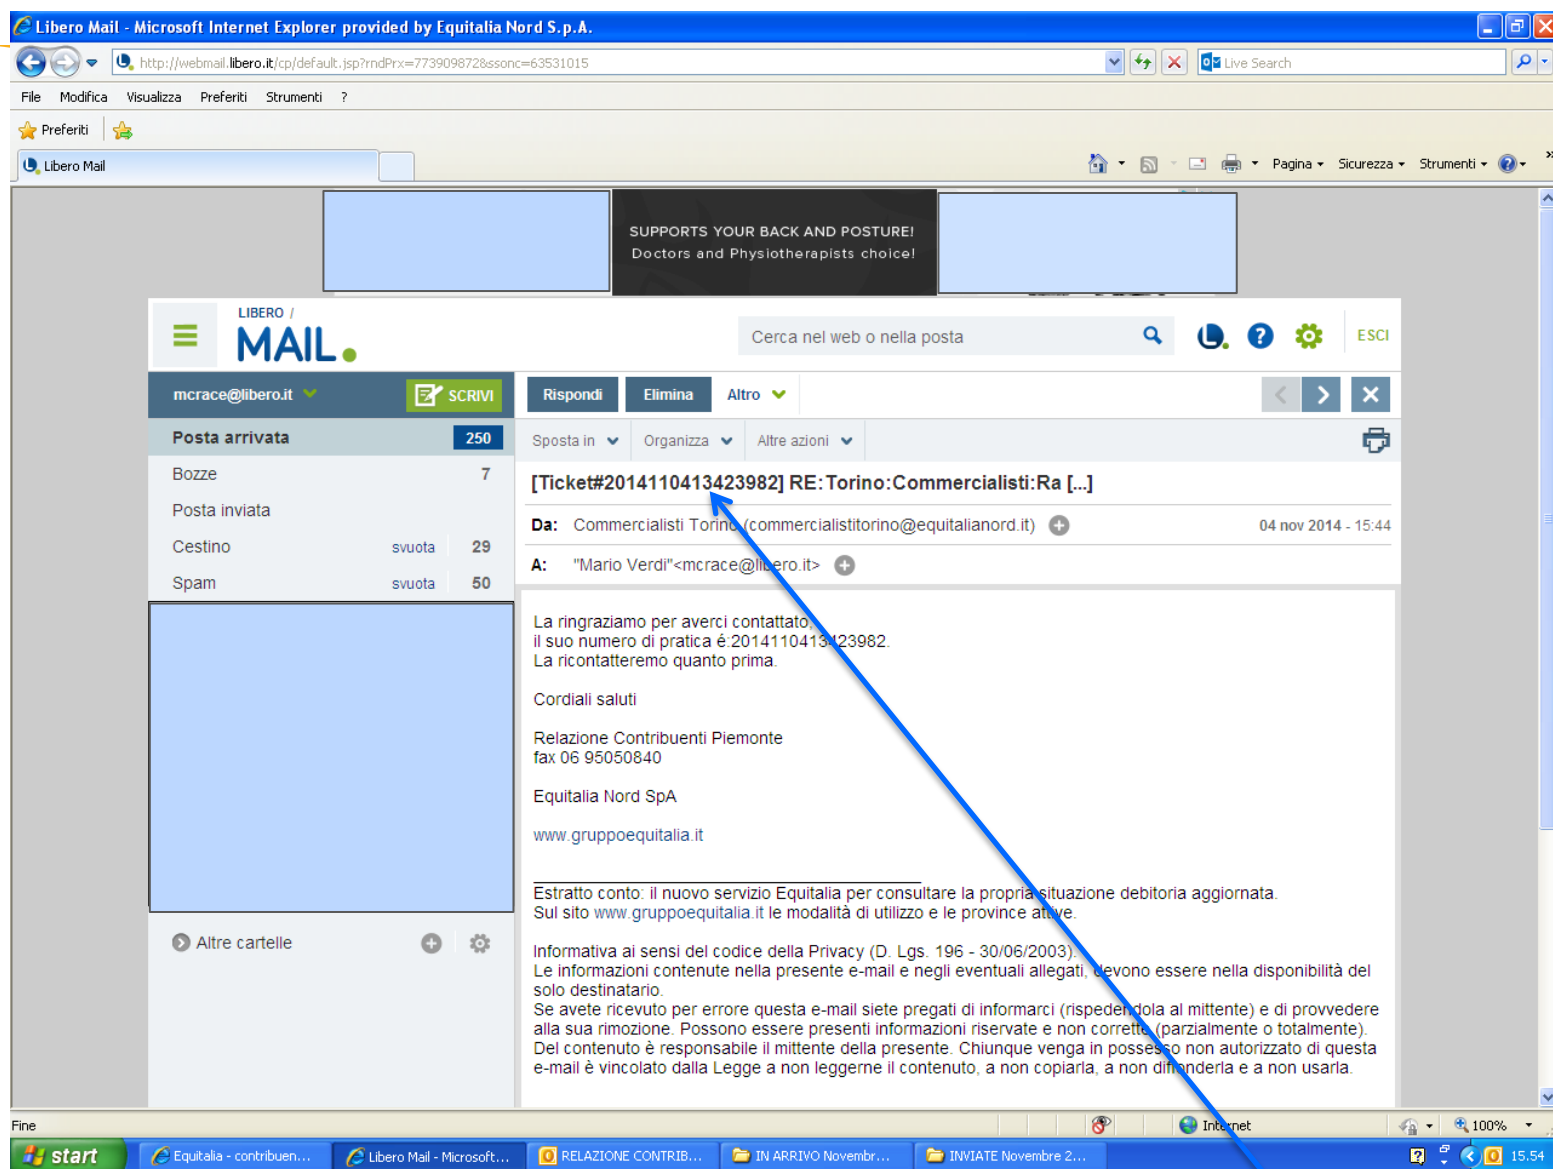 Libero Mail - Microsoft Internet Explorer provided by Equitalia Nord S.p.A.
http://webmail.libero.it/cp/default.jsp?rndPrx=773909872&ssonc=63531015
Live Search
File Modifica Visualizza Preferiti Strumenti ?
Preferiti
Libero Mail
Pagina Sicurezza Strumenti
SUPPORTS YOUR BACK AND POSTURE!
Doctors and Physiotherapists choice!
LIBERO /
MAIL
Cerca nel web o nella posta
ESCI
mcrace@libero.it
SCRIVI
Rispondi Elimina Altro
Posta arrivata 250
Sposta in Organizza Altre azioni
Bozze 7
Posta inviata
Cestino svuota 29
Spam svuota 50
Altre cartelle
[Ticket#2014110413423982] RE:Torino:Commercialisti:Ra [...]
Da: Commercialisti Torino (commercialistitorino@equitalianord.it) 04 nov 2014 - 15:44
A: "Mario Verdi"<mcrace@libero.it>
La ringraziamo per averci contattato,
il suo numero di pratica é:2014110413423982.
La ricontatteremo quanto prima.
Cordiali saluti
Relazione Contribuenti Piemonte
fax 06 95050840
Equitalia Nord SpA
www.gruppoequitalia.it
Estratto conto: il nuovo servizio Equitalia per consultare la propria situazione debitoria aggiornata.
Sul sito www.gruppoequitalia.it le modalità di utilizzo e le province attive.
Informativa ai sensi del codice della Privacy (D. Lgs. 196 - 30/06/2003).
Le informazioni contenute nella presente e-mail e negli eventuali allegati, devono essere nella disponibilità del
solo destinatario.
Se avete ricevuto per errore questa e-mail siete pregati di informarci (rispedendola al mittente) e di provvedere
alla sua rimozione. Possono essere presenti informazioni riservate e non corrette (parzialmente o totalmente).
Del contenuto è responsabile il mittente della presente. Chiunque venga in possesso non autorizzato di questa
e-mail è vincolato dalla Legge a non leggerne il contenuto, a non copiarla, a non diffonderla e a non usarla.
Fine
Internet
100%
start
Equitalia - contribuen...
Libero Mail - Microsoft...
RELAZIONE CONTRIB...
IN ARRIVO Novembr...
INVIATE Novembre 2...
15.54